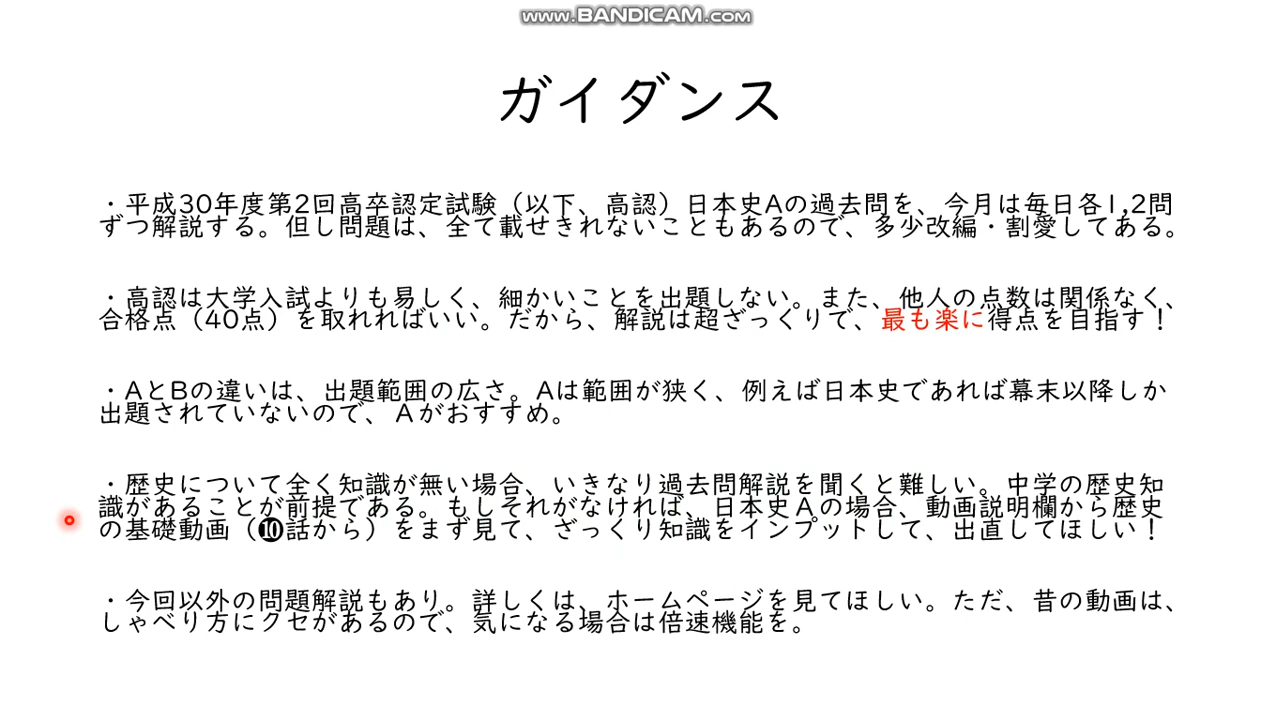 www.BANDICAM.com
ガイダンス
・平成30年度第2回高卒認定試験（以下、高認）日本史Aの過去問を、今月は毎日各1,2問
ずつ解説する。但し問題は、全て載せきれないこともあるので、多少改編・割愛してある。
・高認は大学入試よりも易しく、細かいことを出題しない。また、他人の点数は関係なく、
合格点（40点）を取れればいい。だから、解説は超ざっくりで、最も楽に得点を目指す！
・AとBの違いは、出題範囲の広さ。Aは範囲が狭く、例えば日本史であれば幕末以降しか
出題されていないので、Ａがおすすめ。
・歴史について全く知識が無い場合、いきなり過去問解説を聞くと難しい。中学の歴史知
識があることが前提である。もしそれがなければ、日本史Ａの場合、動画説明欄から歴史
の基礎動画（❿話から）をまず見て、ざっくり知識をインプットして、出直してほしい！
・今回以外の問題解説もあり。詳しくは、ホームページを見てほしい。ただ、昔の動画は、
しゃべり方にクセがあるので、気になる場合は倍速機能を。